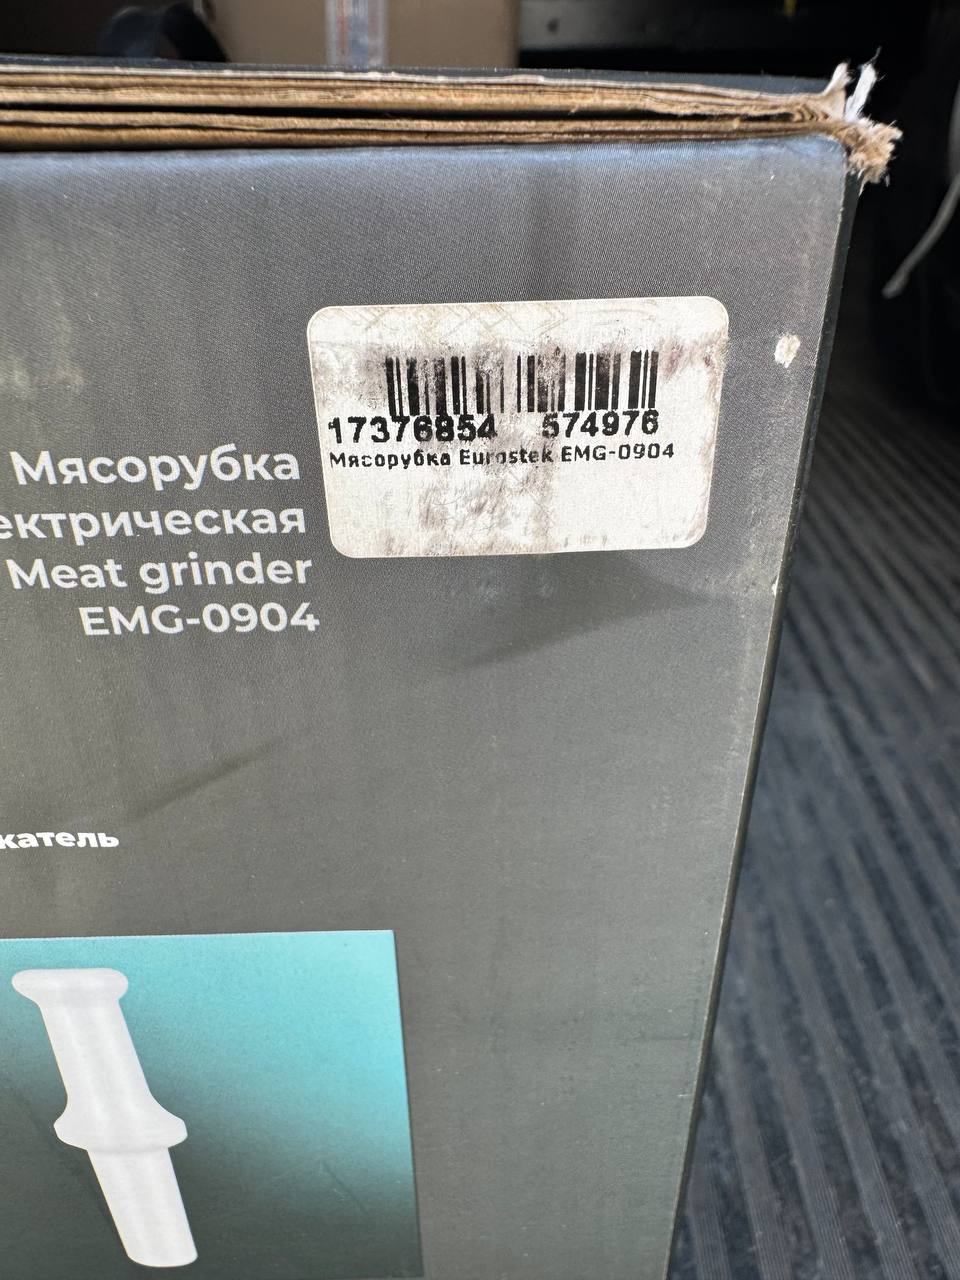 17376854 574976
Мясорубка Eurostek EMG-0904
Мясорубка
ектрическая
Meat grinder
EMG-0904
катель